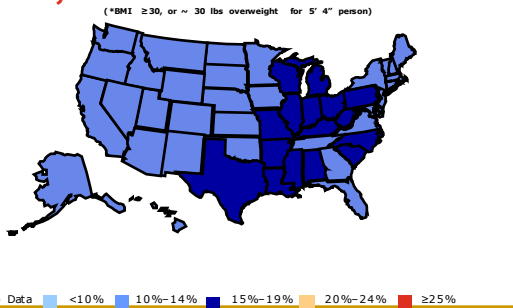 (*BMI ≥30, or ~ 30 lbs overweight for 5' 4" person)
Data <10% 10%–14% 15%–19% 20%–24% ≥25%